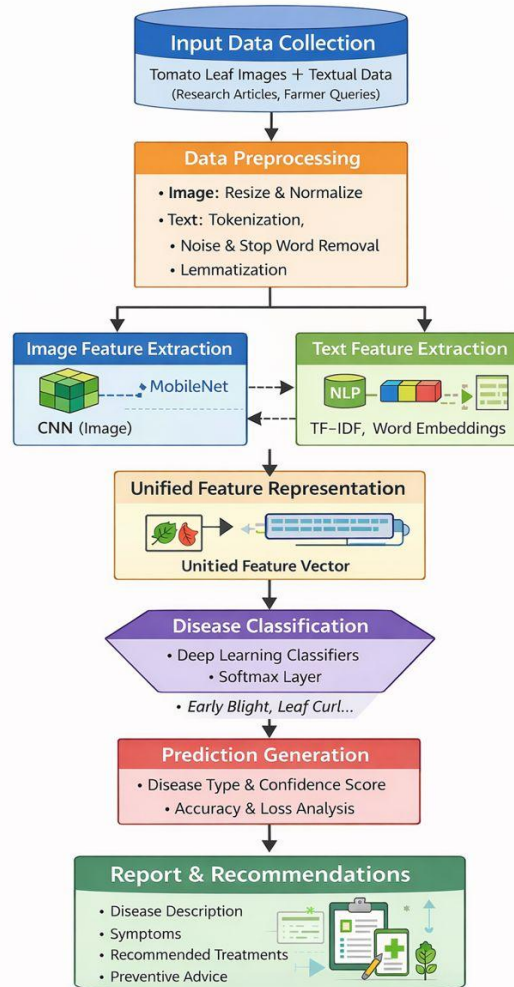 Input Data Collection
Tomato Leaf Images + Textual Data
(Research Articles, Farmer Queries)
Data Preprocessing
• Image: Resize & Normalize
• Text: Tokenization,
• Noise & Stop Word Removal
• Lemmatization
Image Feature Extraction
MobileNet
CNN (Image)
Text Feature Extraction
NLP
TF-IDF, Word Embeddings
Unified Feature Representation
Unitied Feature Vector
Disease Classification
• Deep Learning Classifiers
• Softmax Layer
• Early Blight, Leaf Curl...
Prediction Generation
• Disease Type & Confidence Score
• Accuracy & Loss Analysis
Report & Recommendations
• Disease Description
• Symptoms
• Recommended Treatments
• Preventive Advice